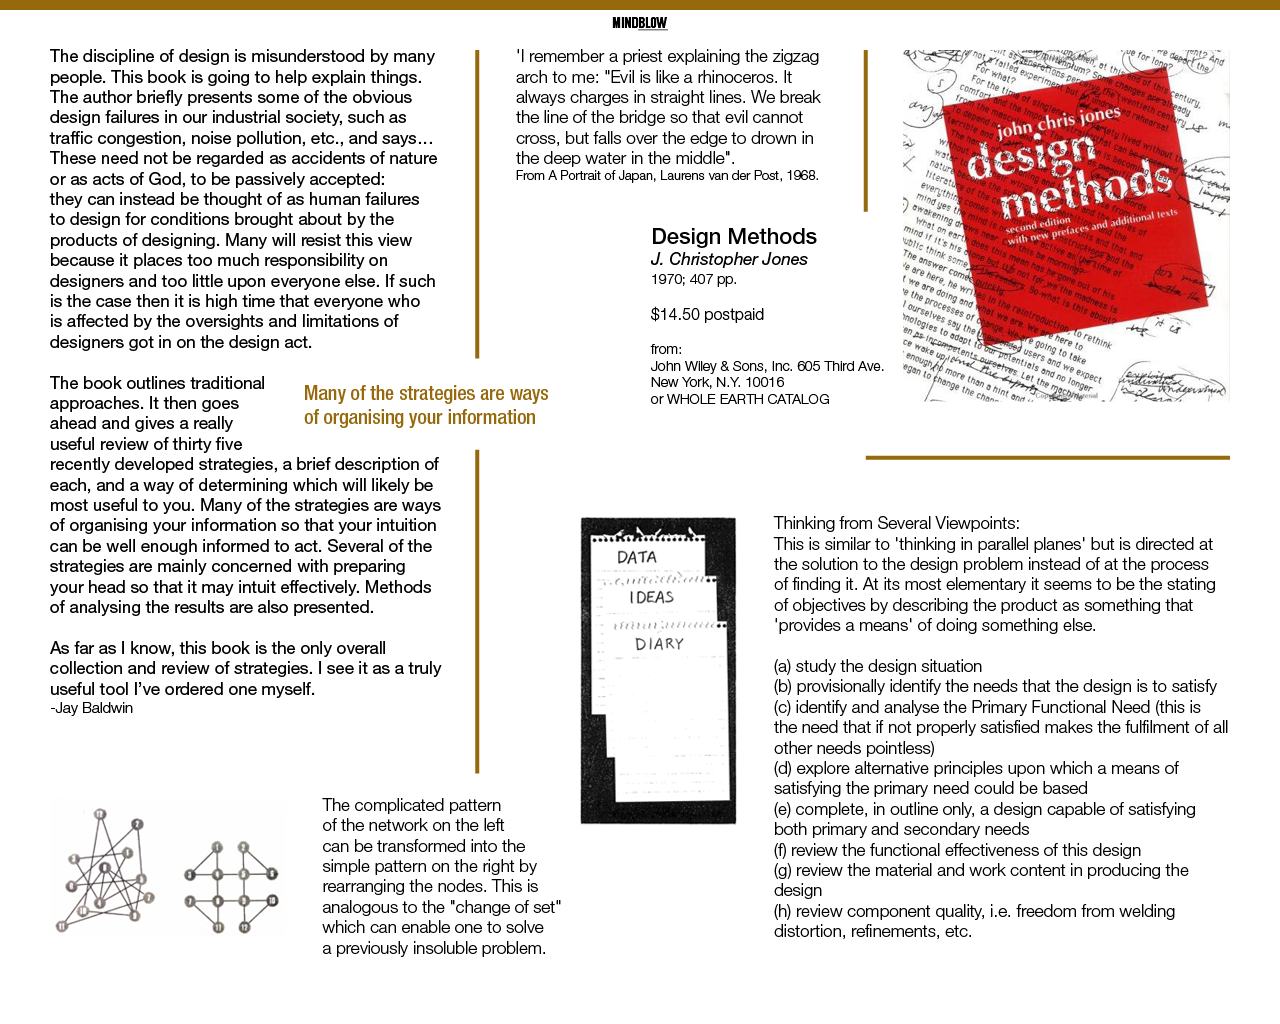 MINDBLOW
The discipline of design is misunderstood by many
people. This book is going to help explain things.
The author briefly presents some of the obvious
design failures in our industrial society, such as
traffic congestion, noise pollution, etc., and says…
These need not be regarded as accidents of nature
or as acts of God, to be passively accepted:
they can instead be thought of as human failures
to design for conditions brought about by the
products of designing. Many will resist this view
because it places too much responsibility on
designers and too little upon everyone else. If such
is the case then it is high time that everyone who
is affected by the oversights and limitations of
designers got in on the design act.
The book outlines traditional
approaches. It then goes
ahead and gives a really
useful review of thirty five
recently developed strategies, a brief description of
each, and a way of determining which will likely be
most useful to you. Many of the strategies are ways
of organising your information so that your intuition
can be well enough informed to act. Several of the
strategies are mainly concerned with preparing
your head so that it may intuit effectively. Methods
of analysing the results are also presented.
As far as I know, this book is the only overall
collection and review of strategies. I see it as a truly
useful tool I've ordered one myself.
-Jay Baldwin
Many of the strategies are ways
of organising your information
'I remember a priest explaining the zigzag
arch to me: "Evil is like a rhinoceros. It
always charges in straight lines. We break
the line of the bridge so that evil cannot
cross, but falls over the edge to drown in
the deep water in the middle".
From A Portrait of Japan, Laurens van der Post, 1968.
Design Methods
J. Christopher Jones
1970; 407 pp.
$14.50 postpaid
from:
John Wiley & Sons, Inc. 605 Third Ave.
New York, N.Y. 10016
or WHOLE EARTH CATALOG
john chris jones
design
methods
second edition
with new prefaces and additional texts
The complicated pattern
of the network on the left
can be transformed into the
simple pattern on the right by
rearranging the nodes. This is
analogous to the "change of set"
which can enable one to solve
a previously insoluble problem.
DATA
IDEAS
DIARY
Thinking from Several Viewpoints:
This is similar to 'thinking in parallel planes' but is directed at
the solution to the design problem instead of at the process
of finding it. At its most elementary it seems to be the stating
of objectives by describing the product as something that
'provides a means' of doing something else.
(a) study the design situation
(b) provisionally identify the needs that the design is to satisfy
(c) identify and analyse the Primary Functional Need (this is
the need that if not properly satisfied makes the fulfilment of all
other needs pointless)
(d) explore alternative principles upon which a means of
satisfying the primary need could be based
(e) complete, in outline only, a design capable of satisfying
both primary and secondary needs
(f) review the functional effectiveness of this design
(g) review the material and work content in producing the
design
(h) review component quality, i.e. freedom from welding
distortion, refinements, etc.